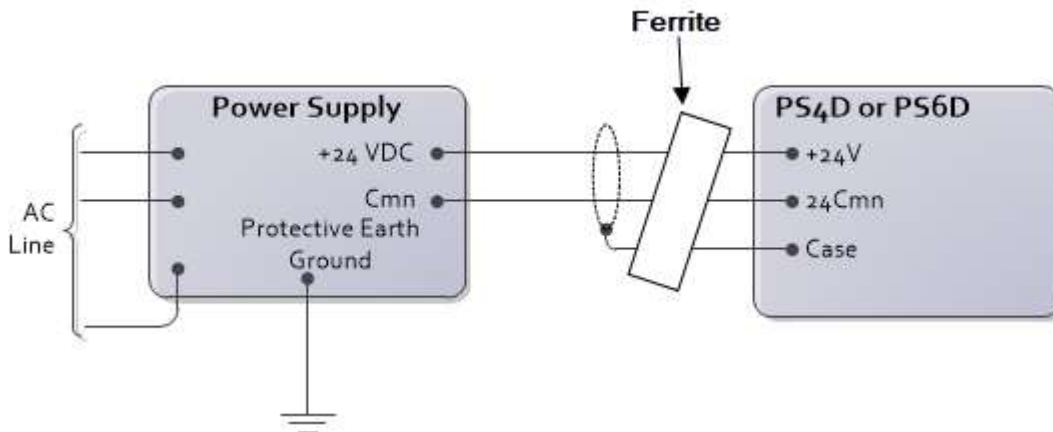 Ferrite
Power Supply
PS4D or PS6D
+24 VDC
+24V
AC
Line
Cmn
24Cmn
Protective Earth
Ground
Case